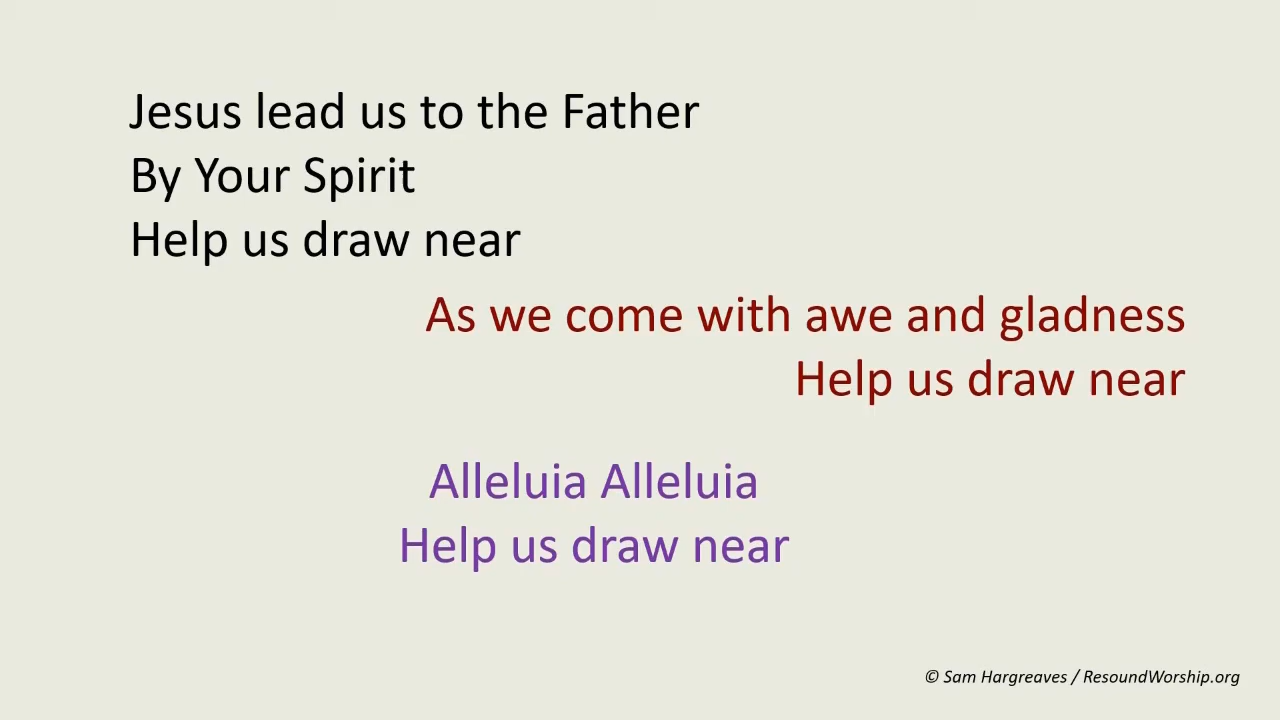 Jesus lead us to the Father
By Your Spirit
Help us draw near
As we come with awe and gladness
Help us draw near
Alleluia Alleluia
Help us draw near
© Sam Hargreaves / ResoundWorship.org